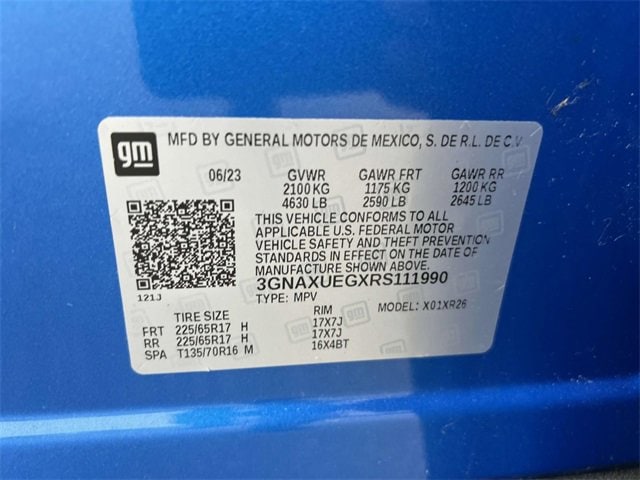 gm
MFD BY GENERAL MOTORS DE MEXICO, S. DE R.L. DE C.V
06/23 GVWR GAWR FRT GAWR RR
2100 KG 1175 KG 1200 KG
4630 LB 2590 LB 2645 LB
THIS VEHICLE CONFORMS TO ALL
APPLICABLE U.S. FEDERAL MOTOR
VEHICLE SAFETY AND THEFT PREVENTION
STANDARDS IN EFFECT ON THE DATE OF
MANUFACTURE SHOWN ABOVE.
3GNAXUEGXRS111990
121J TYPE: MPV MODEL: X01XR26
TIRE SIZE RIM
FRT 225/65R17 H 17X7J
RR 225/65R17 H 17X7J
SPA T135/70R16 M 16X4BT